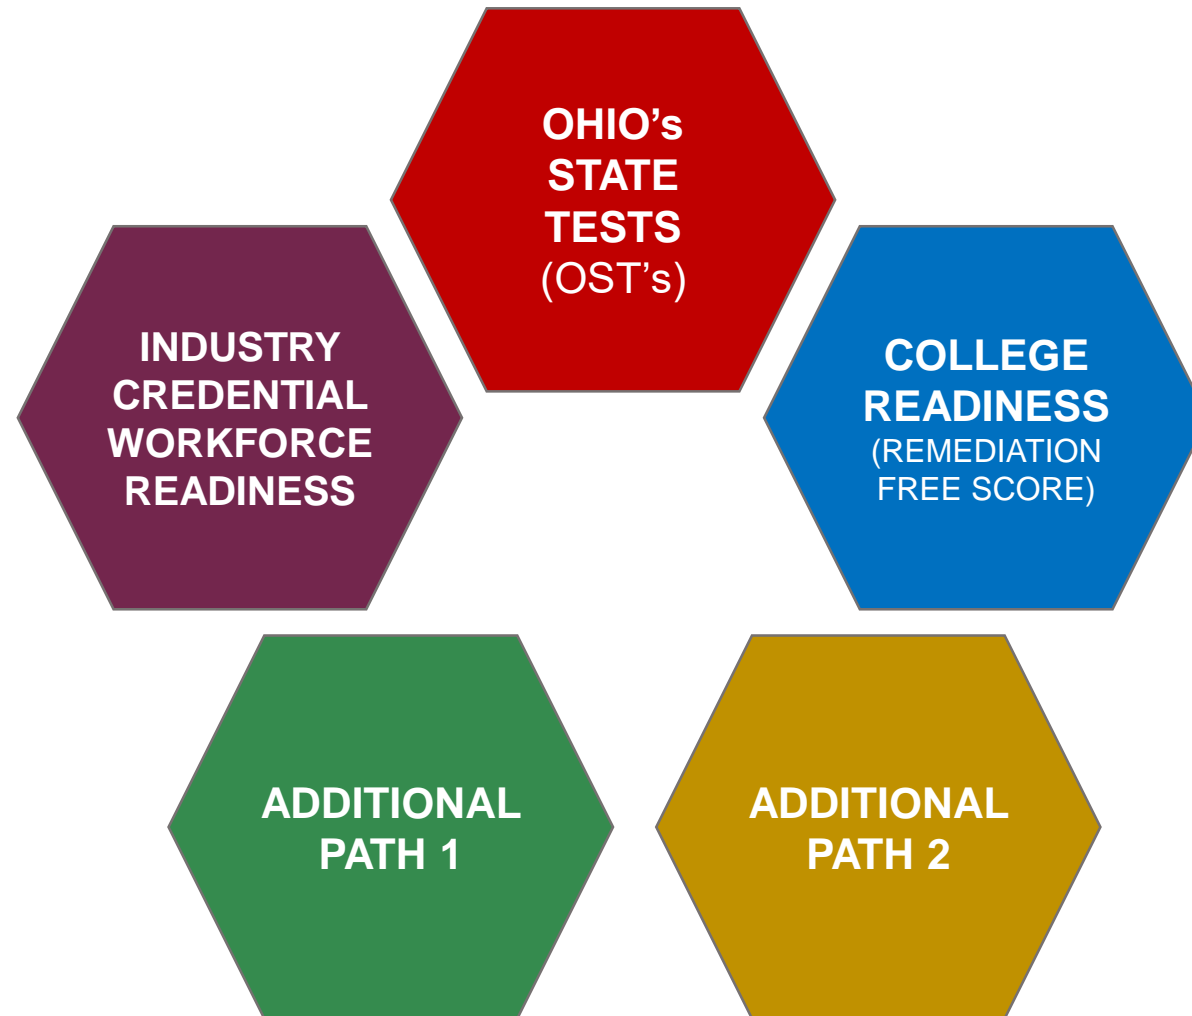 OHIO's
STATE
TESTS
(OST's)
INDUSTRY
CREDENTIAL
WORKFORCE
READINESS
COLLEGE
READINESS
(REMEDIATION
FREE SCORE)
ADDITIONAL
PATH 1
ADDITIONAL
PATH 2